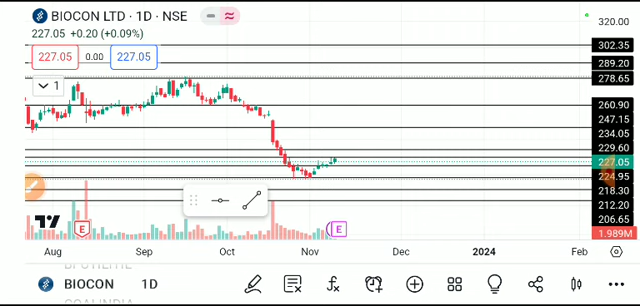 BIOCON LTD · 1D · NSE
227.05 +0.20 (+0.09%)
227.05 0.00 227.05
1
320.00
302.35
289.20
278.65
260.90
247.15
234.05
229.60
227.05
224.95
218.30
212.20
206.65
1.989M
E E
Aug Sep Oct Nov Dec 2024 Feb
BIOCON 1D
COALINDIA